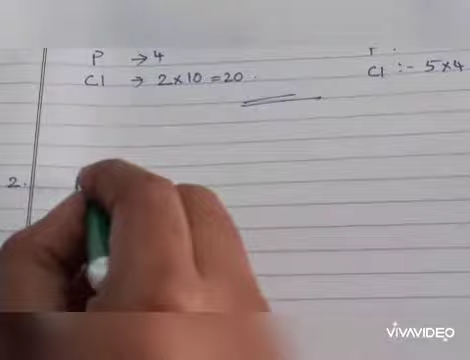 P → 4
Cl → 2 × 10 = 20
Cl :- 5 × 4
2.
VIVAVIDEO